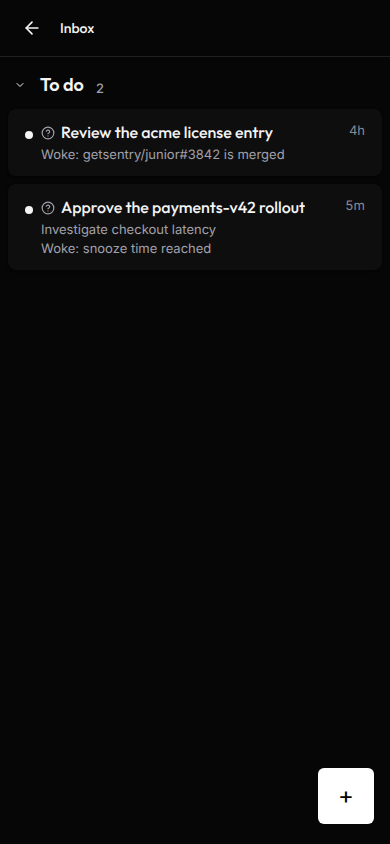 Inbox
To do 2
Review the acme license entry 4h
Woke: getsentry/junior#3842 is merged
Approve the payments-v42 rollout 5m
Investigate checkout latency
Woke: snooze time reached
+